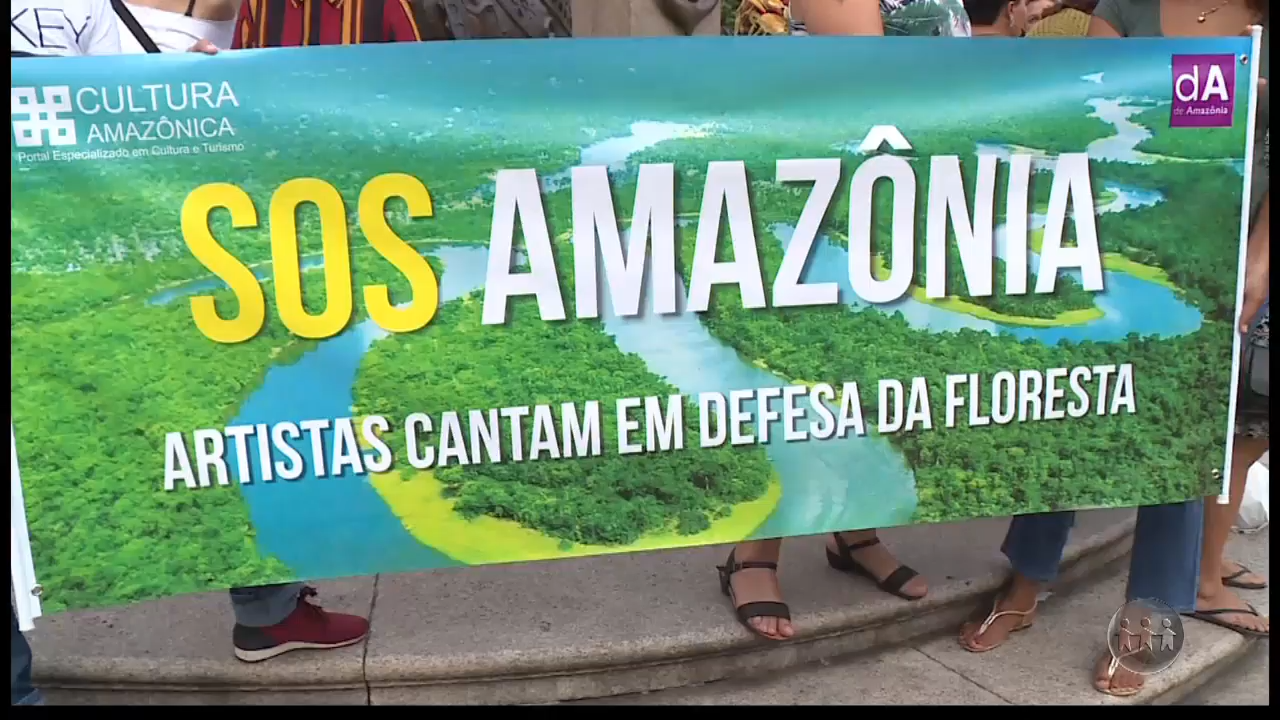 KEY
CULTURA
AMAZÔNICA
Portal Especializado em Cultura e Turismo
dA
de Amazônia
SOS AMAZÔNIA
ARTISTAS CANTAM EM DEFESA DA FLORESTA